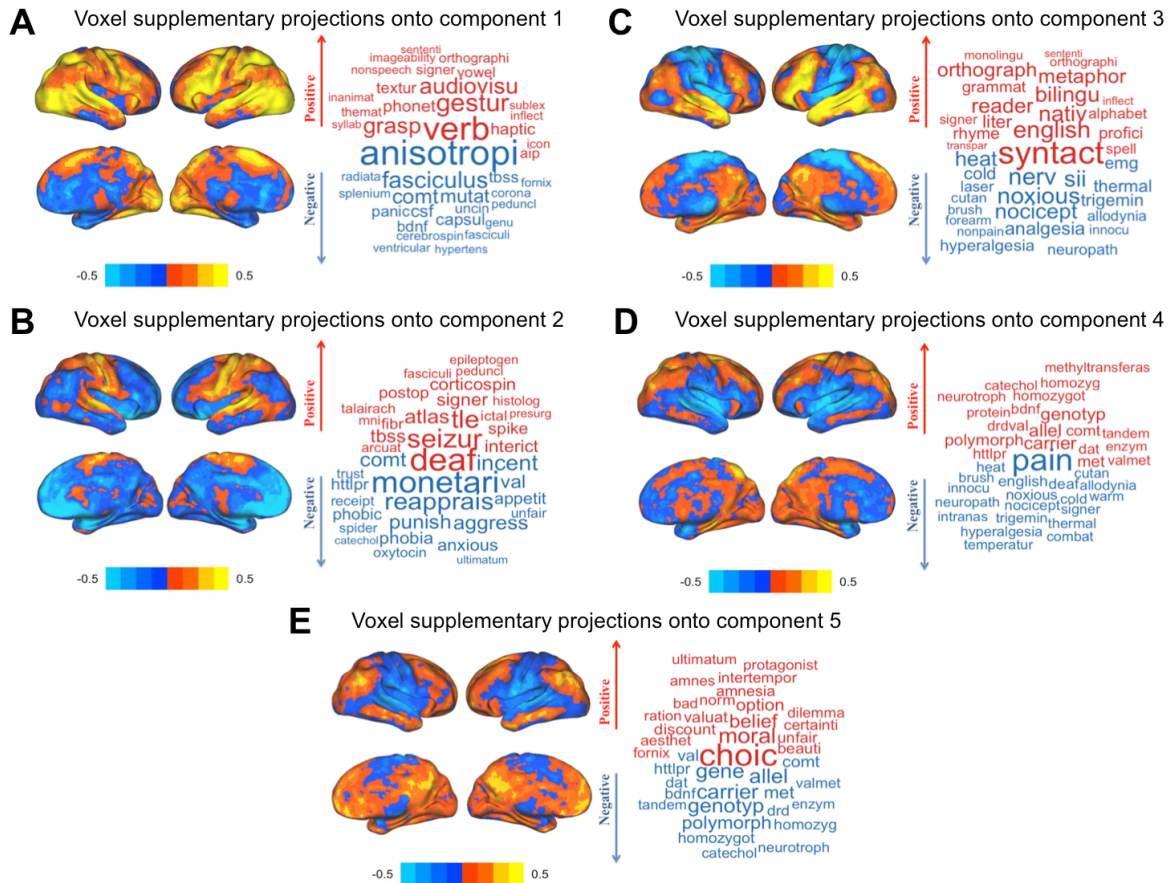 A Voxel supplementary projections onto component 1
Positive
sententi
imageability orthographi
nonspeech signer vowel
textur audiovisu
inanimat phonet gestur sublex
themat inflect
syllab grasp verb haptic
icon
anisotropi aip
Negative
radiata fasciculus tbss fornix
splenium comt mutat corona
peduncl
paniccsf uncin
bdnf capsul genu
cerebrospin fasciculi
ventricular hypertens
-0.5 0.5
B Voxel supplementary projections onto component 2
Positive
epileptogen
fasciculi peduncl
corticospin
postop signer histolog
talairach atlas tle ictal presurg
mni fibr spike
tbss seizur interict
arcuat
deaf
Negative
comt incent
trust monetari val
httlpr
receipt reapprais appetit
phobic unfair
spider punish aggress
catechol phobia anxious
oxytocin ultimatum
-0.5 0.5
C Voxel supplementary projections onto component 3
Positive
monolingu sententi
orthographi
orthograph metaphor
grammat bilingu
reader inflect
signer liter nativ alphabet
rhyme english profici
transpar spell
syntact
Negative
heat emg
cold nerv sii
laser thermal
cutan noxious trigemin
brush nocicept allodynia
forearm
nonpain analgesia innocu
hyperalgesia neuropath
-0.5 0.5
D Voxel supplementary projections onto component 4
Positive
methyltransferas
catechol homozyg
neurotroph homozygot
protein bdnf genotyp
drdval allel comt tandem
polymorph carrier dat enzym
httlpr met valmet
Negative
pain
heat cutan
brush english deaf allodynia
innocu noxious cold warm
neuropath nocicept signer
intranas trigemin thermal
hyperalgesia combat
temperatur
-0.5 0.5
E Voxel supplementary projections onto component 5
Positive
ultimatum protagonist
amnes intertempor
amnesia
bad norm option
ration valuat belief dilemma
discount certainti
aesthet moral unfair
fornix choic beauti
Negative
val comt
httlpr gene allel
dat valmet
bdnf carrier met
tandem genotyp drd enzym
polymorph homozyg
homozygot
catechol neurotroph
-0.5 0.5